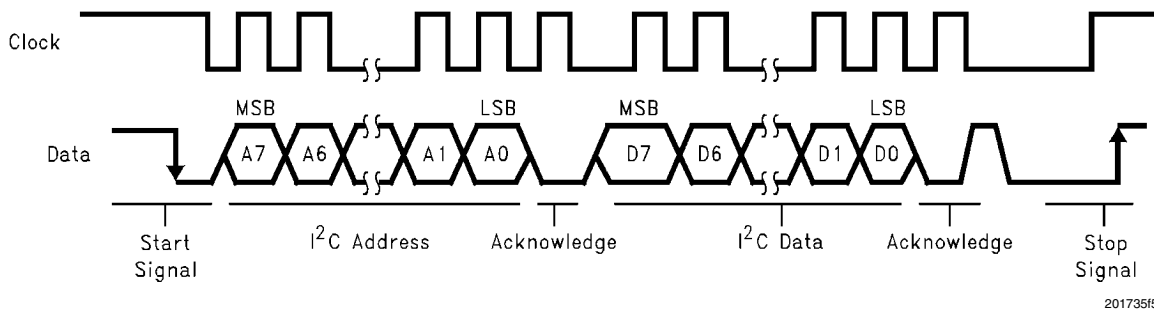 Clock
MSB LSB MSB LSB
Data A7 A6 A1 A0 D7 D6 D1 D0
Start Signal
I²C Address
Acknowledge
I²C Data
Acknowledge
Stop Signal
201735f5